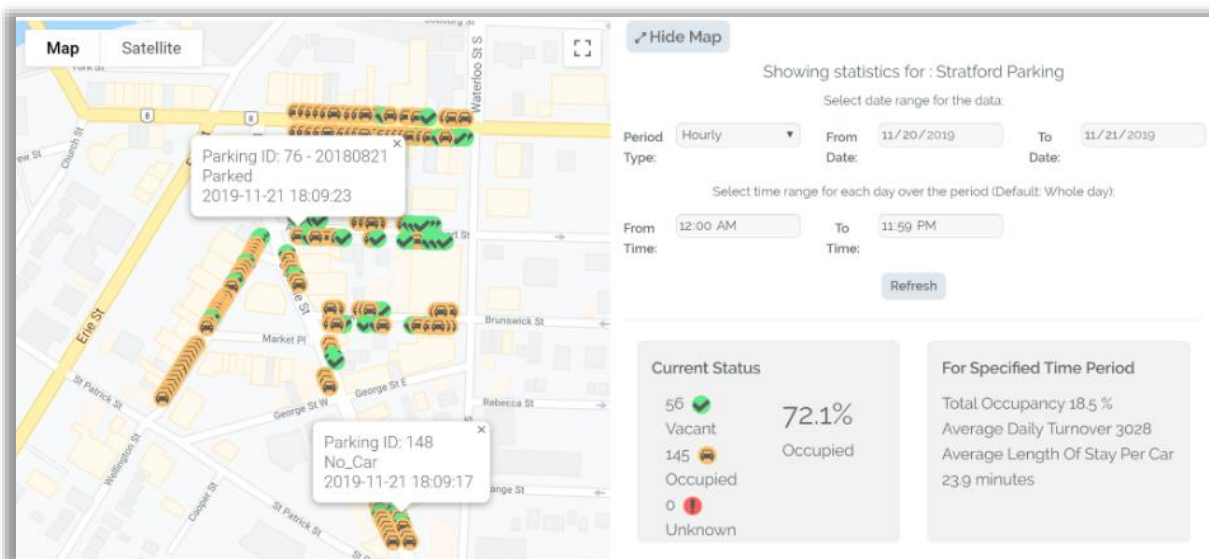 Map
Satellite
Waterloo St S
Church St
8
8
Parking ID: 76 - 20180821
Parked
2019-11-21 18:09:23
Erie St
Market Pl
Brunswick St
St Patrick St
George St W
George St E
Rebecca St
Wellington St
Cooper St
St Patrick St
Parking ID: 148
No_Car
2019-11-21 18:09:17
Hide Map
Showing statistics for : Stratford Parking
Select date range for the data:
Period Type:
Hourly
From Date:
11/20/2019
To Date:
11/21/2019
Select time range for each day over the period (Default: Whole day):
From Time:
12:00 AM
To Time:
11:59 PM
Refresh
Current Status
56
Vacant
145
Occupied
0
Unknown
72.1%
Occupied
For Specified Time Period
Total Occupancy 18.5 %
Average Daily Turnover 3028
Average Length Of Stay Per Car
23.9 minutes